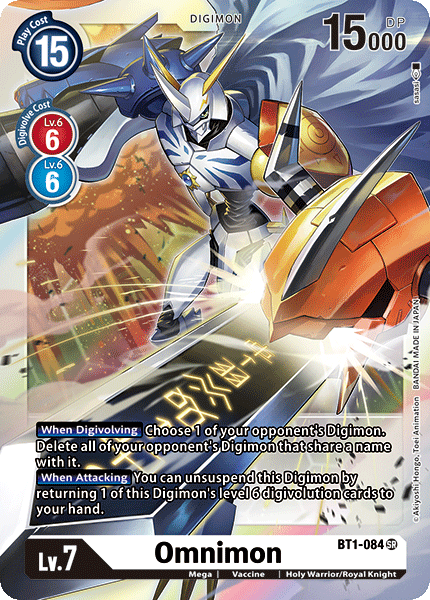 Play Cost
15
DIGIMON
DP
15000
Digivolve Cost
Lv.6
6
Lv.6
6
sasasi
©Akiyoshi Hongo, Toei Animation BANDAI MADE IN JAPAN
When Digivolving Choose 1 of your opponent's Digimon.
Delete all of your opponent's Digimon that share a name
with it.
When Attacking You can unsuspend this Digimon by
returning 1 of this Digimon's level 6 digivolution cards to
your hand.
BT1-084 SR
Lv.7
Omnimon
Mega | Vaccine | Holy Warrior/Royal Knight